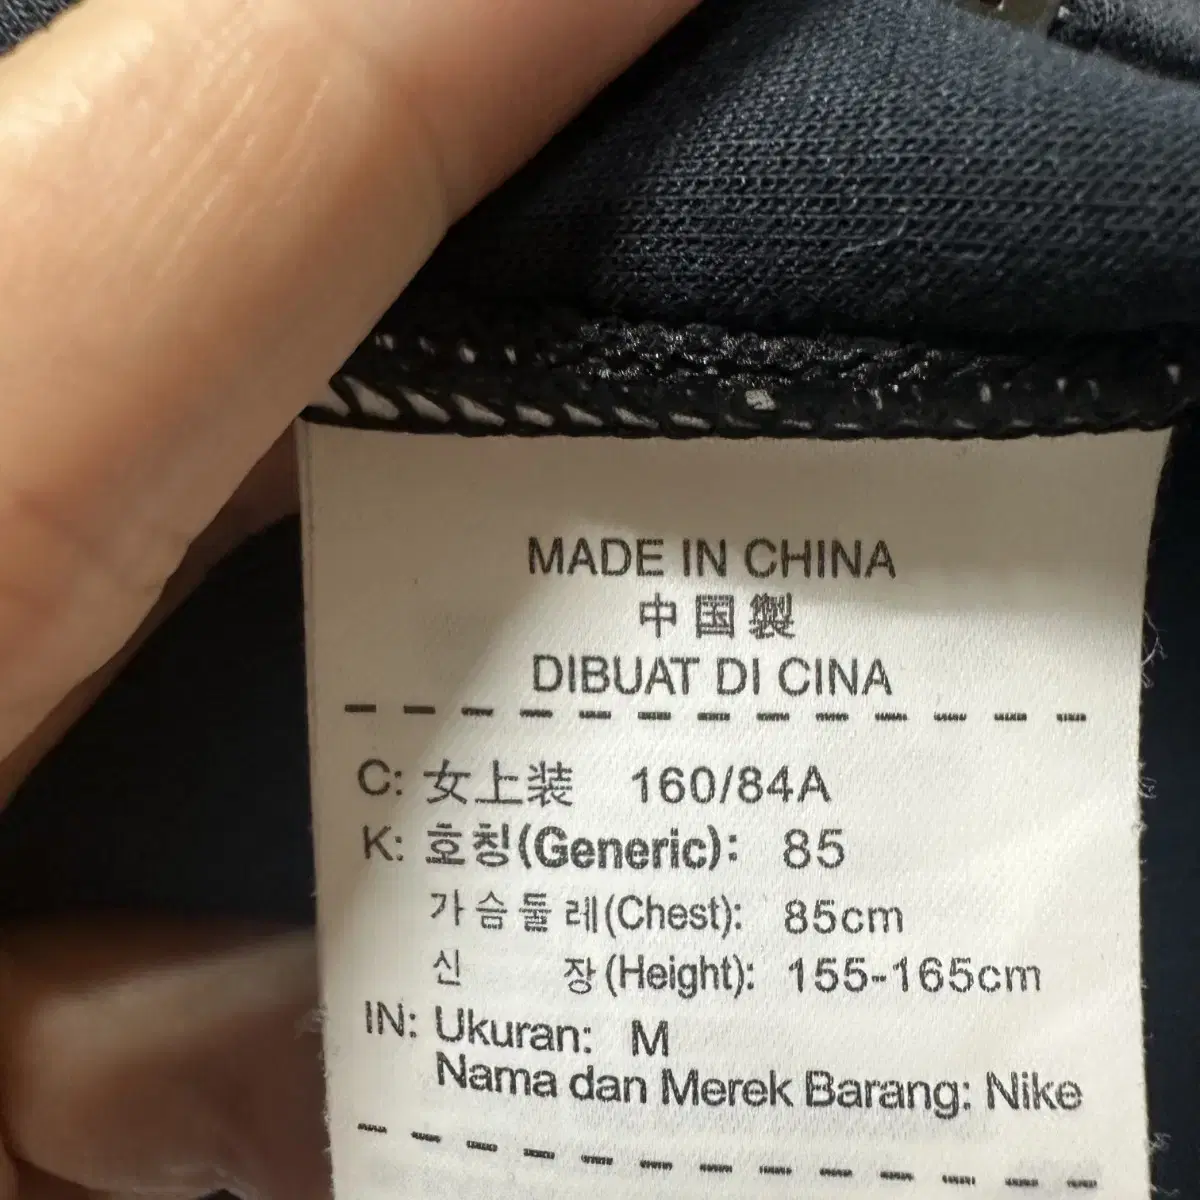 MADE IN CHINA
中国製
DIBUAT DI CINA
C: 女上装 160/84A
K: 호칭(Generic): 85
가슴둘레(Chest): 85cm
신 장(Height): 155-165cm
IN: Ukuran: M
Nama dan Merek Barang: Nike